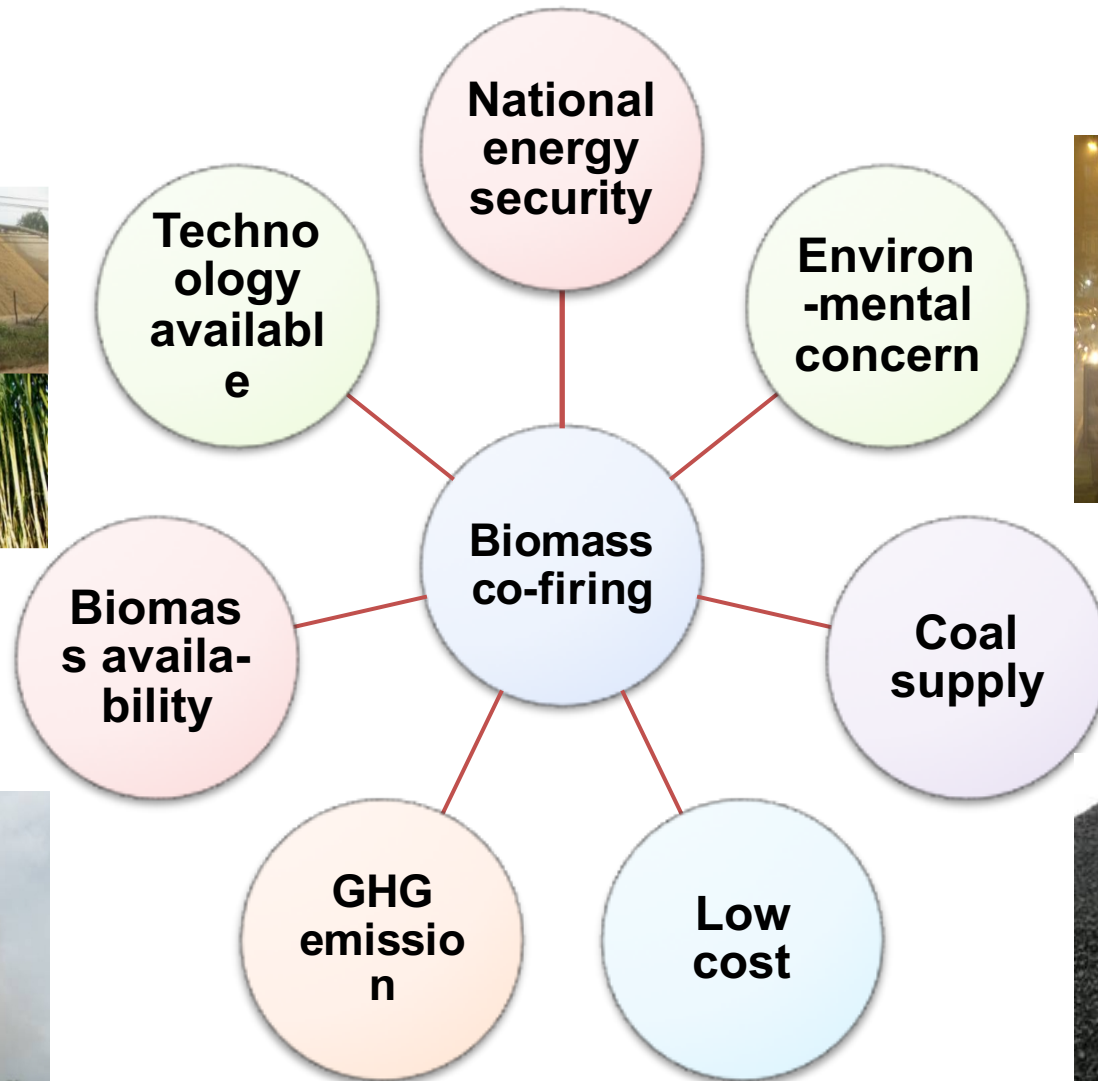 National
energy
security
Techno
ology
availabl
e
Environ
-mental
concern
Biomass
co-firing
Biomas
s availa-
bility
Coal
supply
GHG
emissio
n
Low
cost